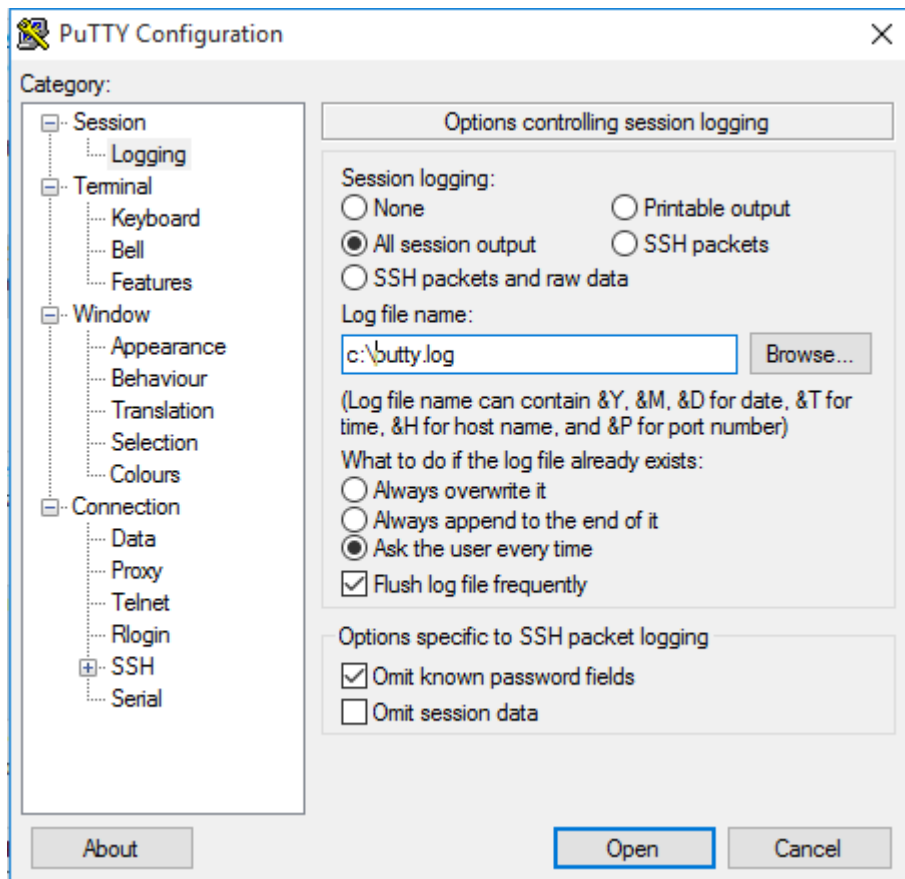 PuTTY Configuration
Category:
Session
Logging
Terminal
Keyboard
Bell
Features
Window
Appearance
Behaviour
Translation
Selection
Colours
Connection
Data
Proxy
Telnet
Rlogin
SSH
Serial
Options controlling session logging
Session logging:
None Printable output
All session output SSH packets
SSH packets and raw data
Log file name:
c:\putty.log Browse...
(Log file name can contain &Y, &M, &D for date, &T for
time, &H for host name, and &P for port number)
What to do if the log file already exists:
Always overwrite it
Always append to the end of it
Ask the user every time
Flush log file frequently
Options specific to SSH packet logging
Omit known password fields
Omit session data
About Open Cancel